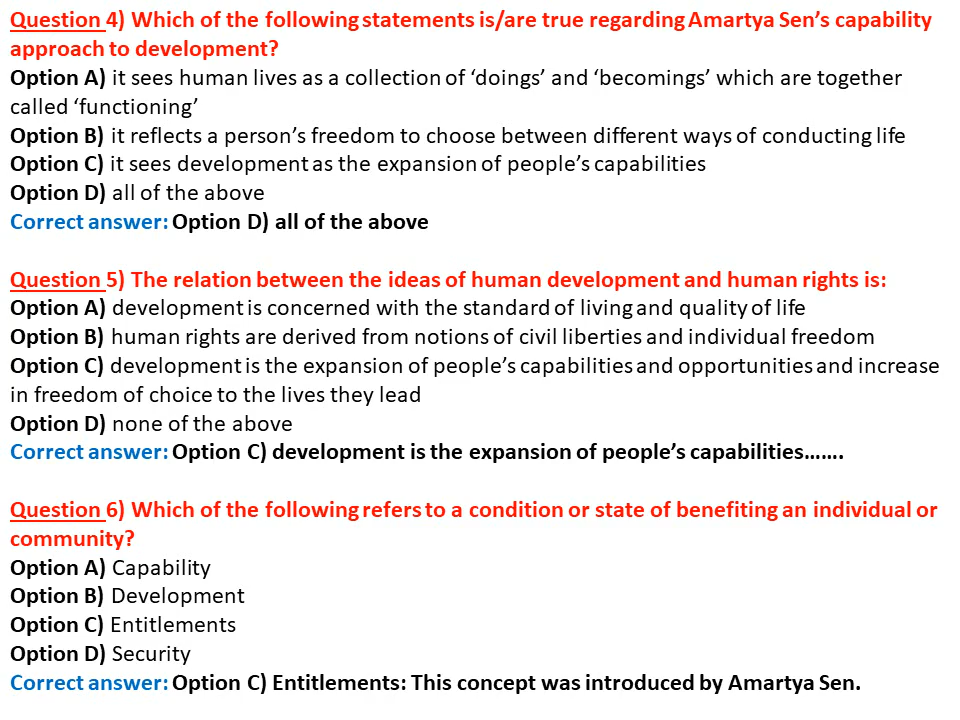 Question 4) Which of the following statements is/are true regarding Amartya Sen’s capability
approach to development?
Option A) it sees human lives as a collection of ‘doings’ and ‘becomings’ which are together
called ‘functioning’
Option B) it reflects a person’s freedom to choose between different ways of conducting life
Option C) it sees development as the expansion of people’s capabilities
Option D) all of the above
Correct answer: Option D) all of the above
Question 5) The relation between the ideas of human development and human rights is:
Option A) development is concerned with the standard of living and quality of life
Option B) human rights are derived from notions of civil liberties and individual freedom
Option C) development is the expansion of people’s capabilities and opportunities and increase
in freedom of choice to the lives they lead
Option D) none of the above
Correct answer: Option C) development is the expansion of people’s capabilities…….
Question 6) Which of the following refers to a condition or state of benefiting an individual or
community?
Option A) Capability
Option B) Development
Option C) Entitlements
Option D) Security
Correct answer: Option C) Entitlements: This concept was introduced by Amartya Sen.